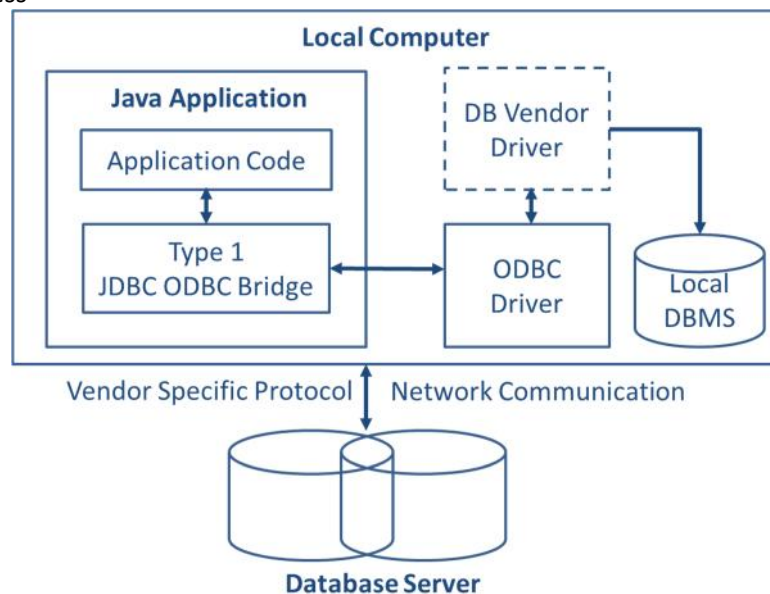 Local Computer
Java Application
Application Code
Type 1
JDBC ODBC Bridge
DB Vendor
Driver
ODBC
Driver
Local
DBMS
Vendor Specific Protocol
Network Communication
Database Server